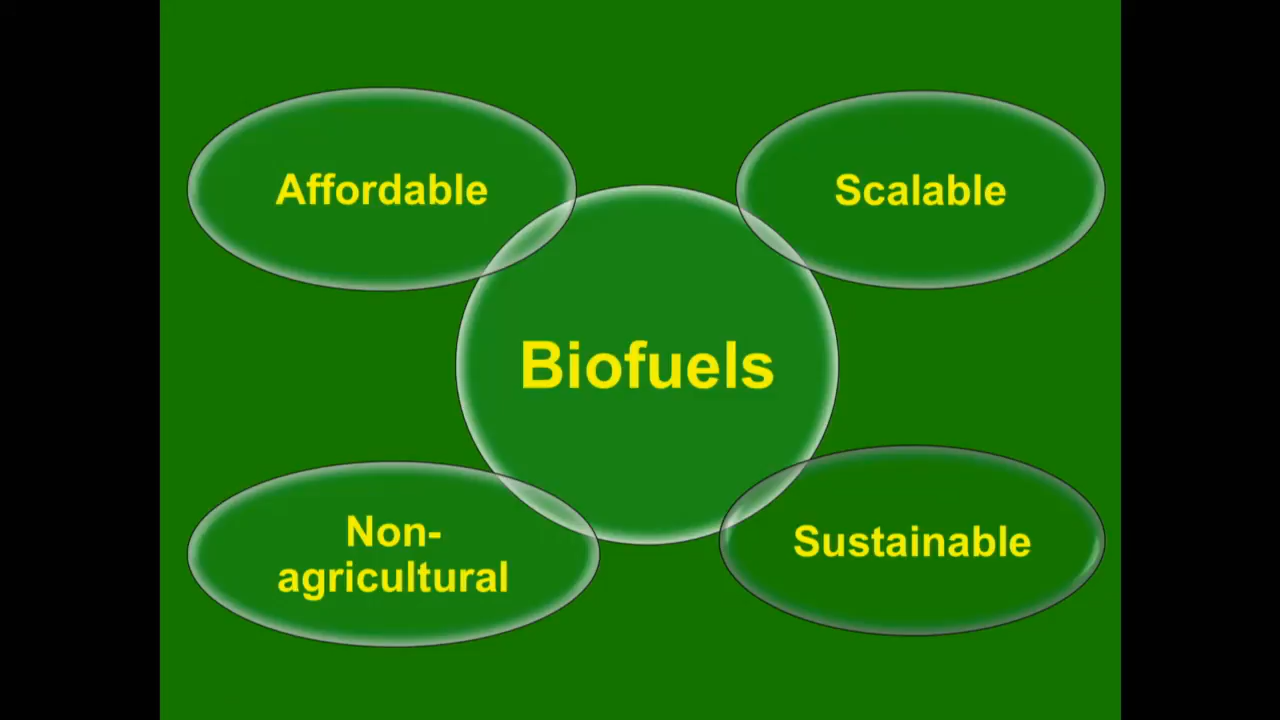 Affordable
Scalable
Biofuels
Non-
agricultural
Sustainable